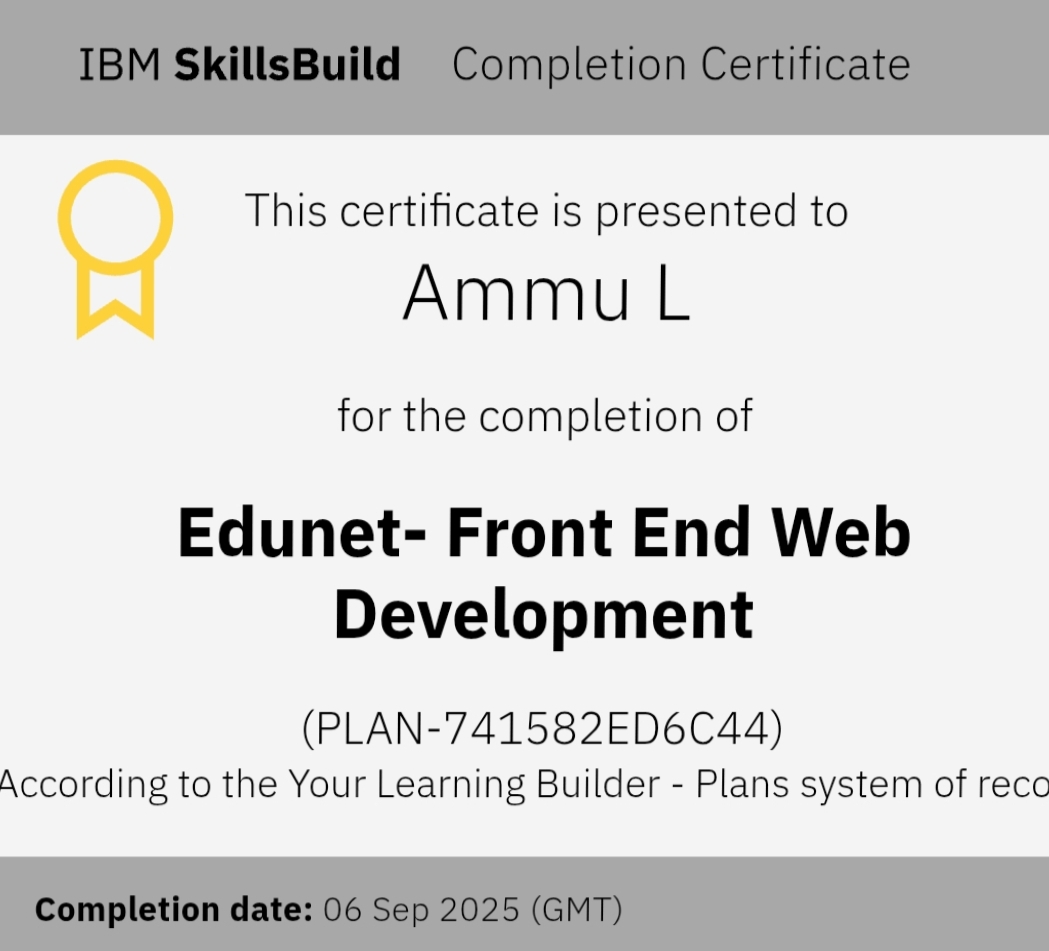 IBM SkillsBuild Completion Certificate
This certificate is presented to
Ammu L
for the completion of
Edunet- Front End Web
Development
(PLAN-741582ED6C44)
According to the Your Learning Builder - Plans system of reco
Completion date: 06 Sep 2025 (GMT)